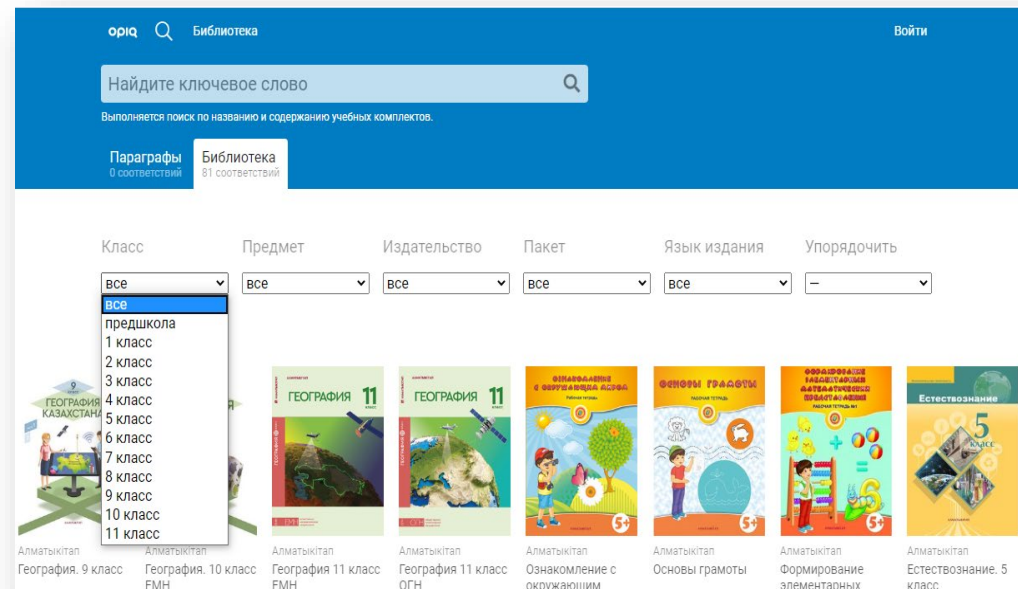 opiq Библиотека Войти
Найдите ключевое слово
Выполняется поиск по названию и содержанию учебных комплектов.
Параграфы Библиотека
0 соответствий 81 соответствий
Класс Предмет Издательство Пакет Язык издания Упорядочить
все все все все все —
все
предшкола
1 класс
2 класс
3 класс
4 класс
5 класс
6 класс
7 класс
8 класс
9 класс
10 класс
11 класс
9
ГЕОГРАФИЯ
КАЗАХСТАНА
ГЕОГРАФИЯ 11
КЛАСС
ГЕОГРАФИЯ 11
КЛАСС
ОЗНАКОМЛЕНИЕ
С ОКРУЖАЮЩИМ МИРОМ
Рабочая тетрадь
5+
ОСНОВЫ ГРАМОТЫ
РАБОЧАЯ ТЕТРАДЬ
5+
ФОРМИРОВАНИЕ
ЭЛЕМЕНТАРНЫХ
МАТЕМАТИЧЕСКИХ
ПРЕДСТАВЛЕНИЙ
РАБОЧАЯ ТЕТРАДЬ №1
5+
Естествознание
5
класс
Алматыкітап Алматыкітап Алматыкітап Алматыкітап Алматыкітап Алматыкітап Алматыкітап Алматыкітап
География. 9 класс География. 10 класс География 11 класс География 11 класс Ознакомление с Основы грамоты Формирование Естествознание. 5
ЕМН ЕМН ОГН окружающим элементарных класс